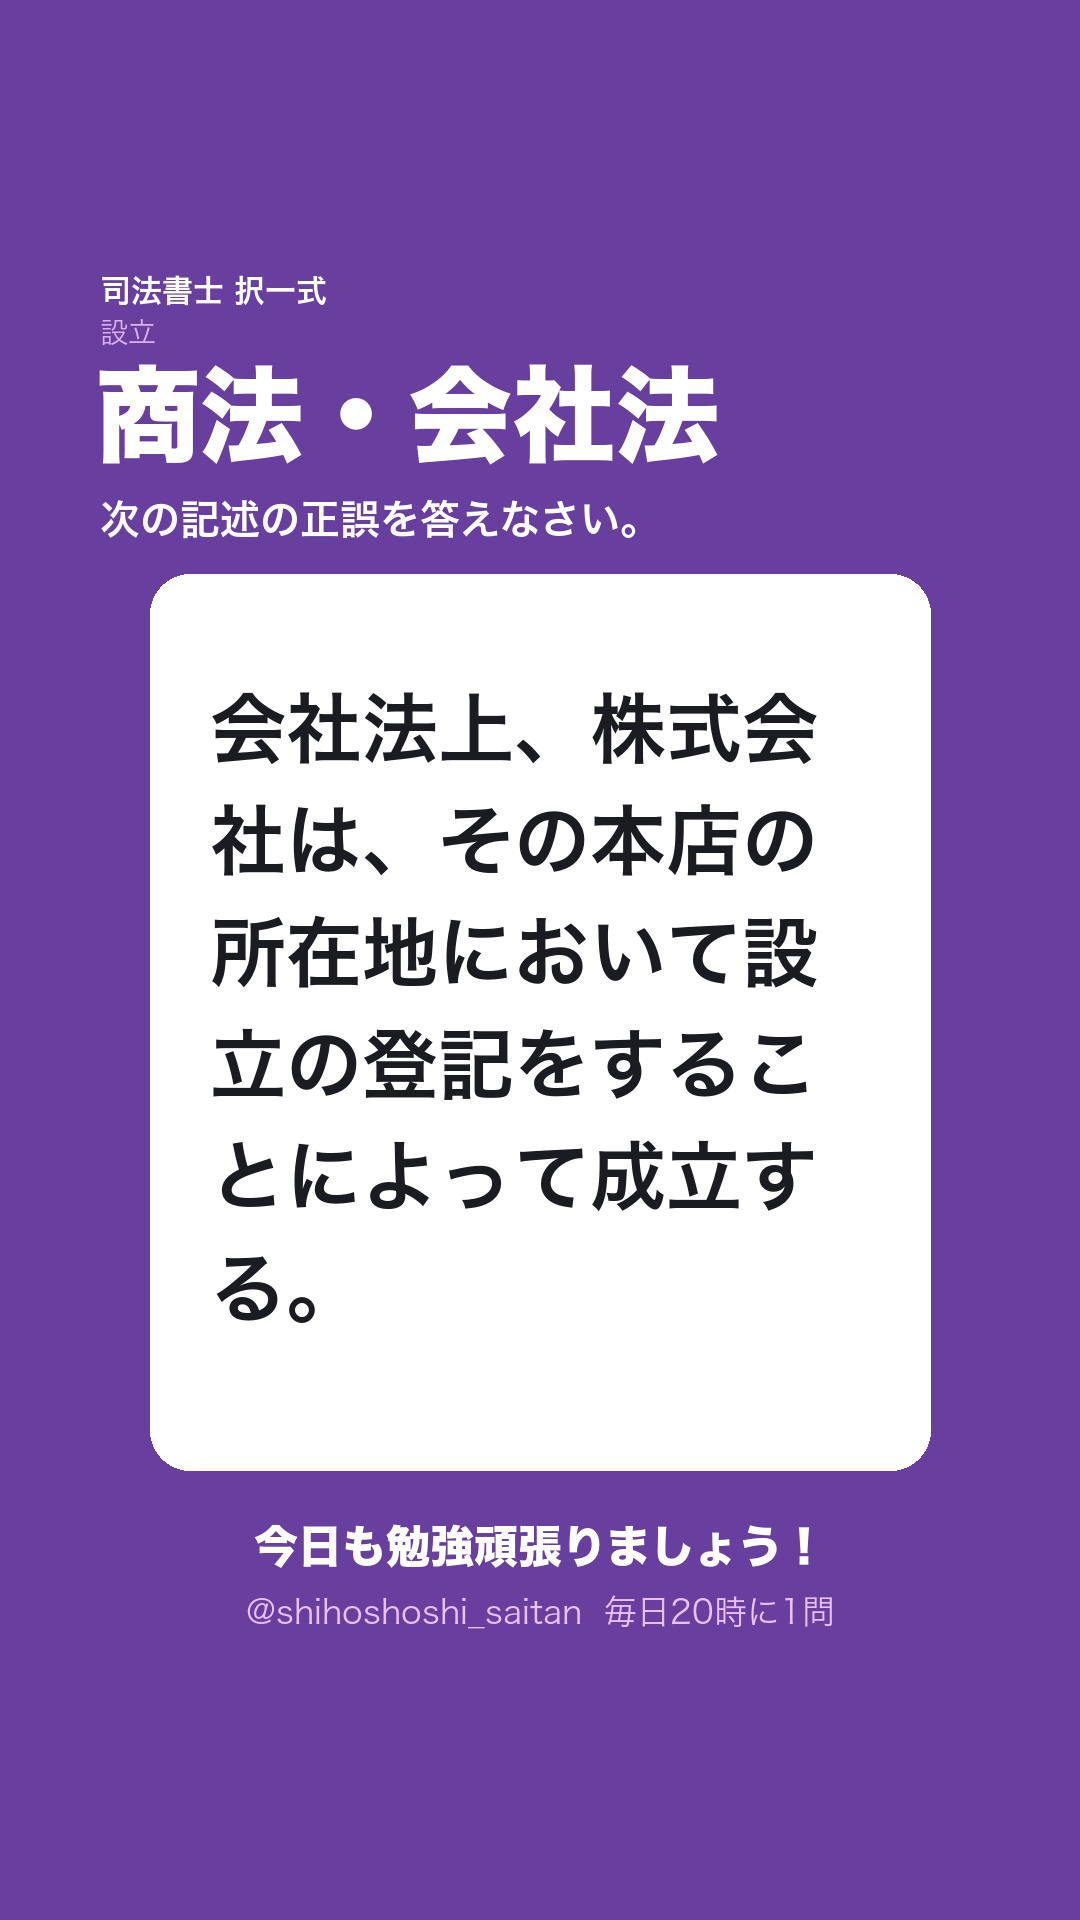 司法書士 択一式
設立
商法・会社法
次の記述の正誤を答えなさい。
会社法上、株式会
社は、その本店の
所在地において設
立の登記をするこ
とによって成立す
る。
今日も勉強頑張りましょう！
@shihoshoshi_saitan 毎日20時に1問